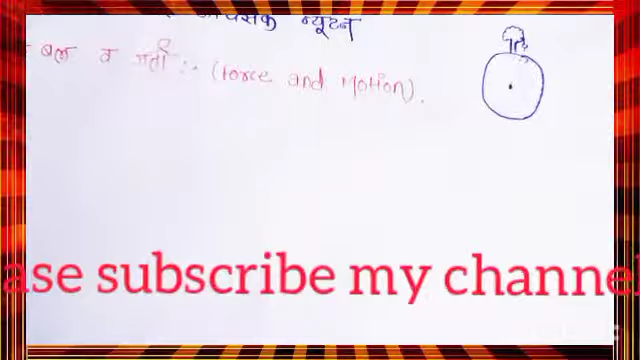 न्यूटन
बल व गती :- (Force and Motion).
ase subscribe my channel